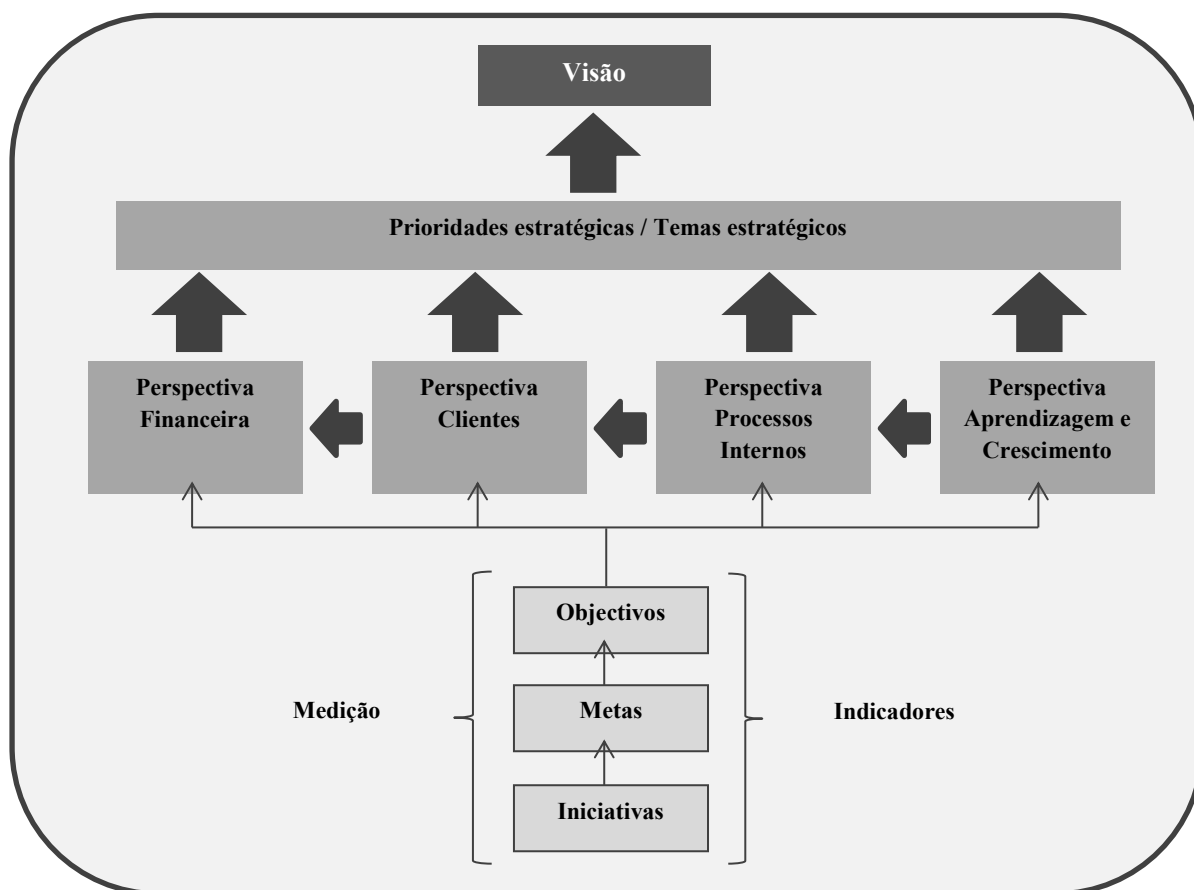 Visão
Prioridades estratégicas / Temas estratégicos
Perspectiva
Financeira
Perspectiva
Clientes
Perspectiva
Processos
Internos
Perspectiva
Aprendizagem e
Crescimento
Objectivos
Medição
Metas
Indicadores
Iniciativas